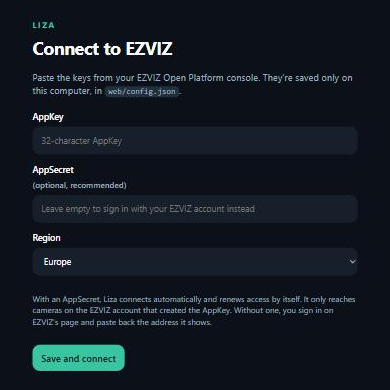 LIZA
Connect to EZVIZ
Paste the keys from your EZVIZ Open Platform console. They're saved only on
this computer, in web/config.json.
AppKey
32-character AppKey
AppSecret
(optional, recommended)
Leave empty to sign in with your EZVIZ account instead
Region
Europe
With an AppSecret, Liza connects automatically and renews access by itself. It only reaches
cameras on the EZVIZ account that created the AppKey. Without one, you sign in on
EZVIZ's page and paste back the address it shows.
Save and connect